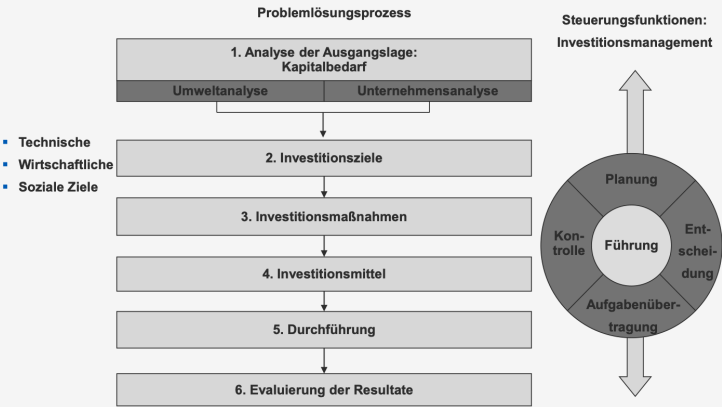 Problemlösungsprozess
Steuerungsfunktionen:
Investitionsmanagement
1. Analyse der Ausgangslage:
Kapitalbedarf
Umweltanalyse
Unternehmensanalyse
Technische
Wirtschaftliche
Soziale Ziele
2. Investitionsziele
3. Investitionsmaßnahmen
4. Investitionsmittel
5. Durchführung
6. Evaluierung der Resultate
Planung
Kon-
trolle
Führung
Ent-
schei-
dung
Aufgabenüber-
tragung